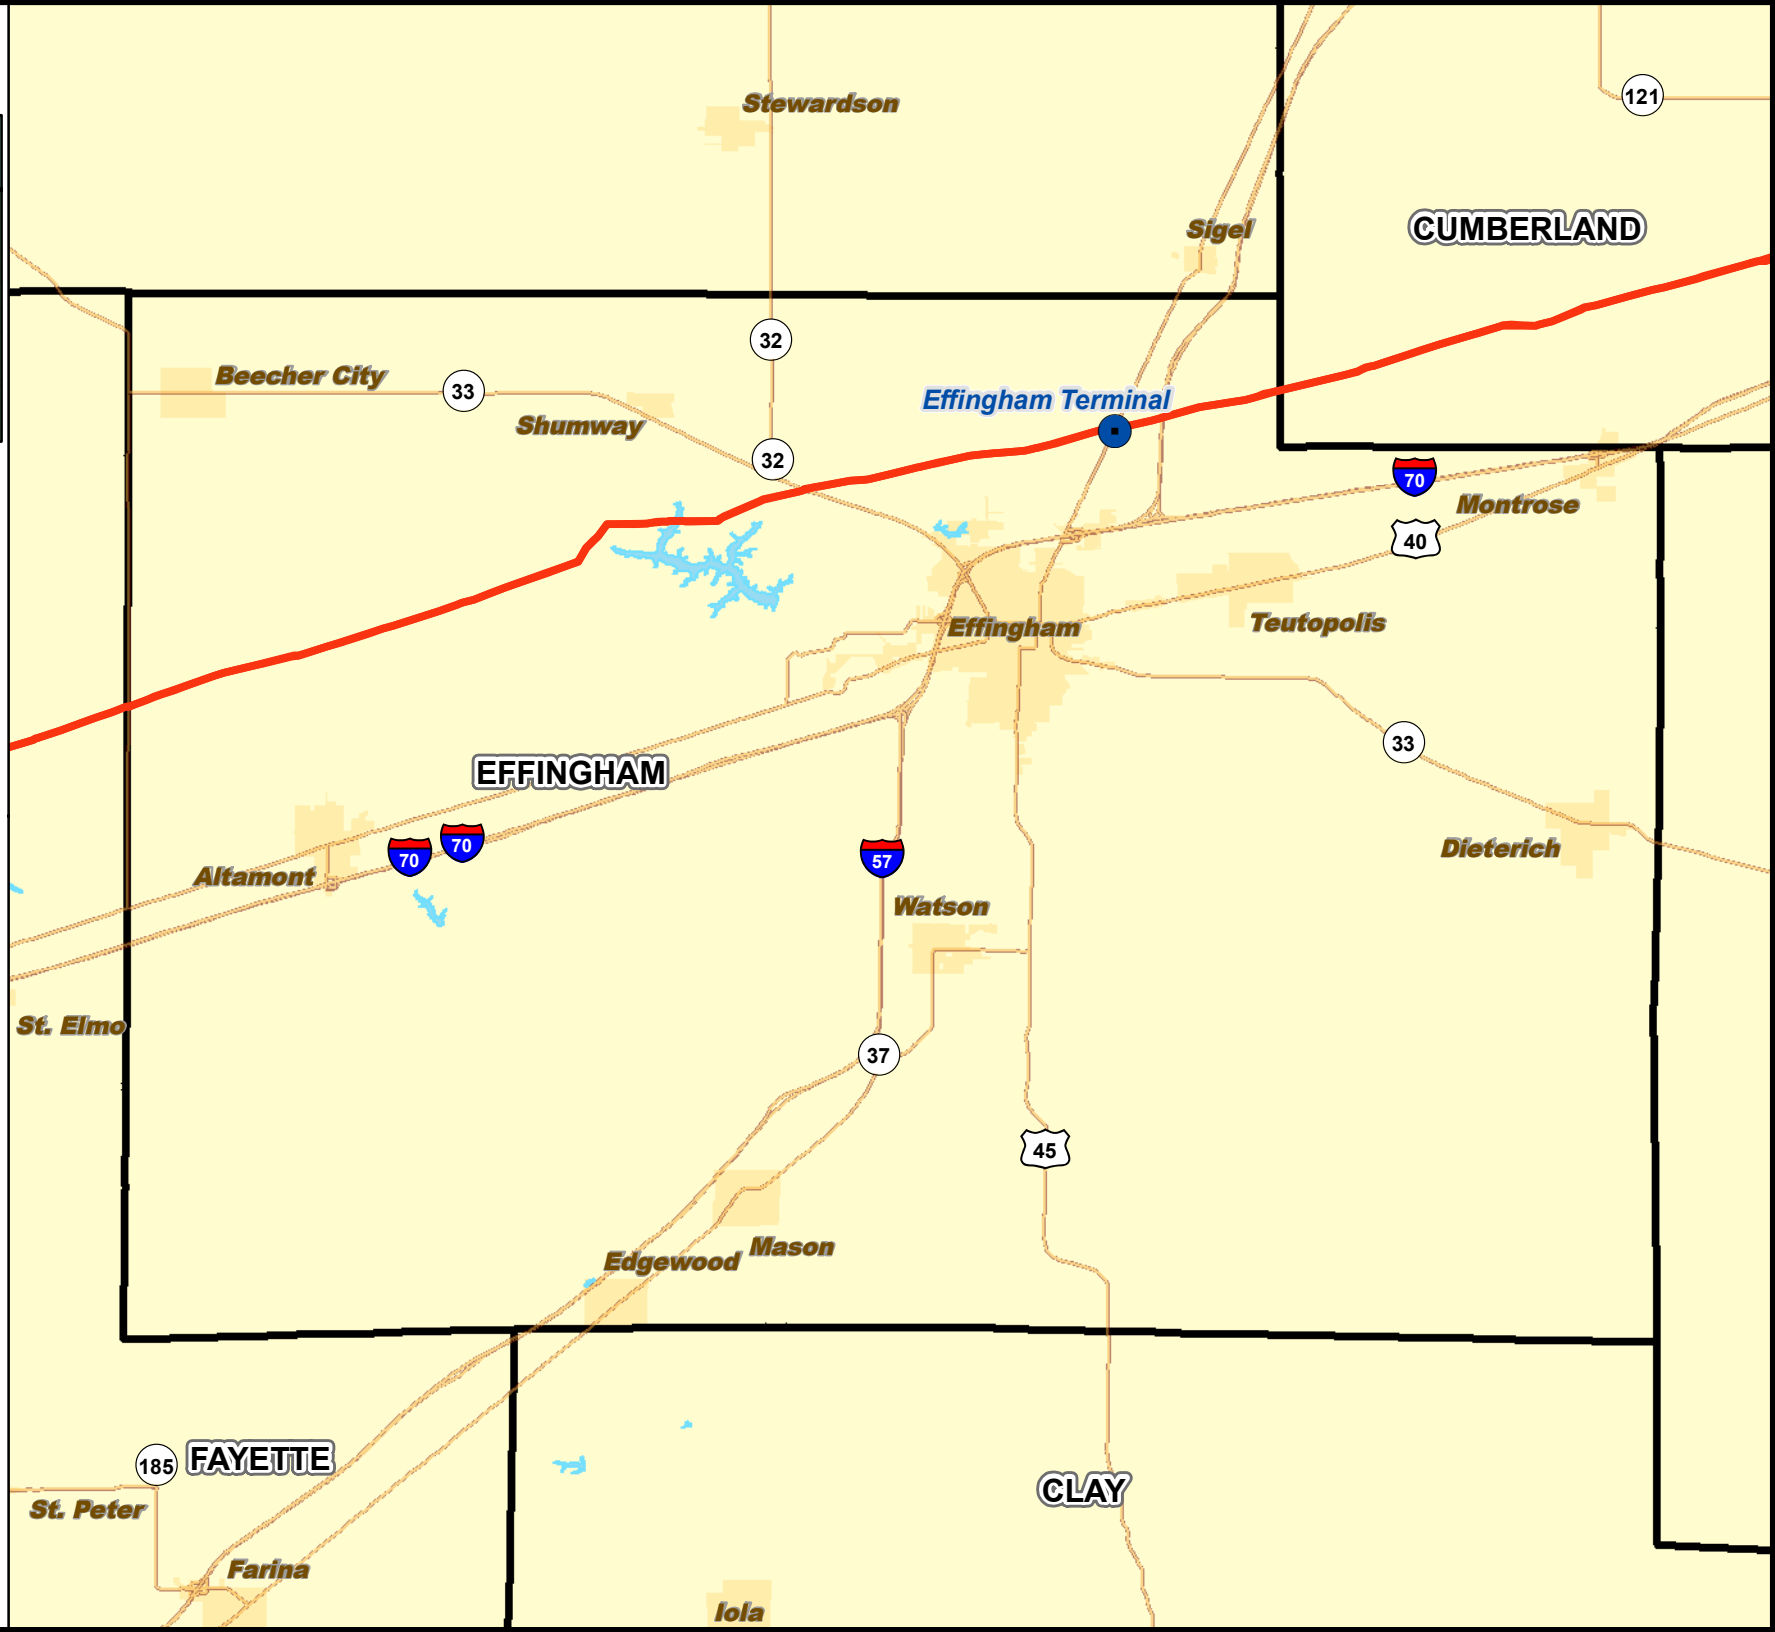 Stewardson
121
Sigel
CUMBERLAND
32
Beecher City
33
Effingham Terminal
Shumway
32
70
Montrose
40
Effingham
Teutopolis
33
EFFINGHAM
70
70
57
Dieterich
Altamont
Watson
St. Elmo
37
45
Mason
Edgewood
185
FAYETTE
CLAY
St. Peter
Farina
Iola